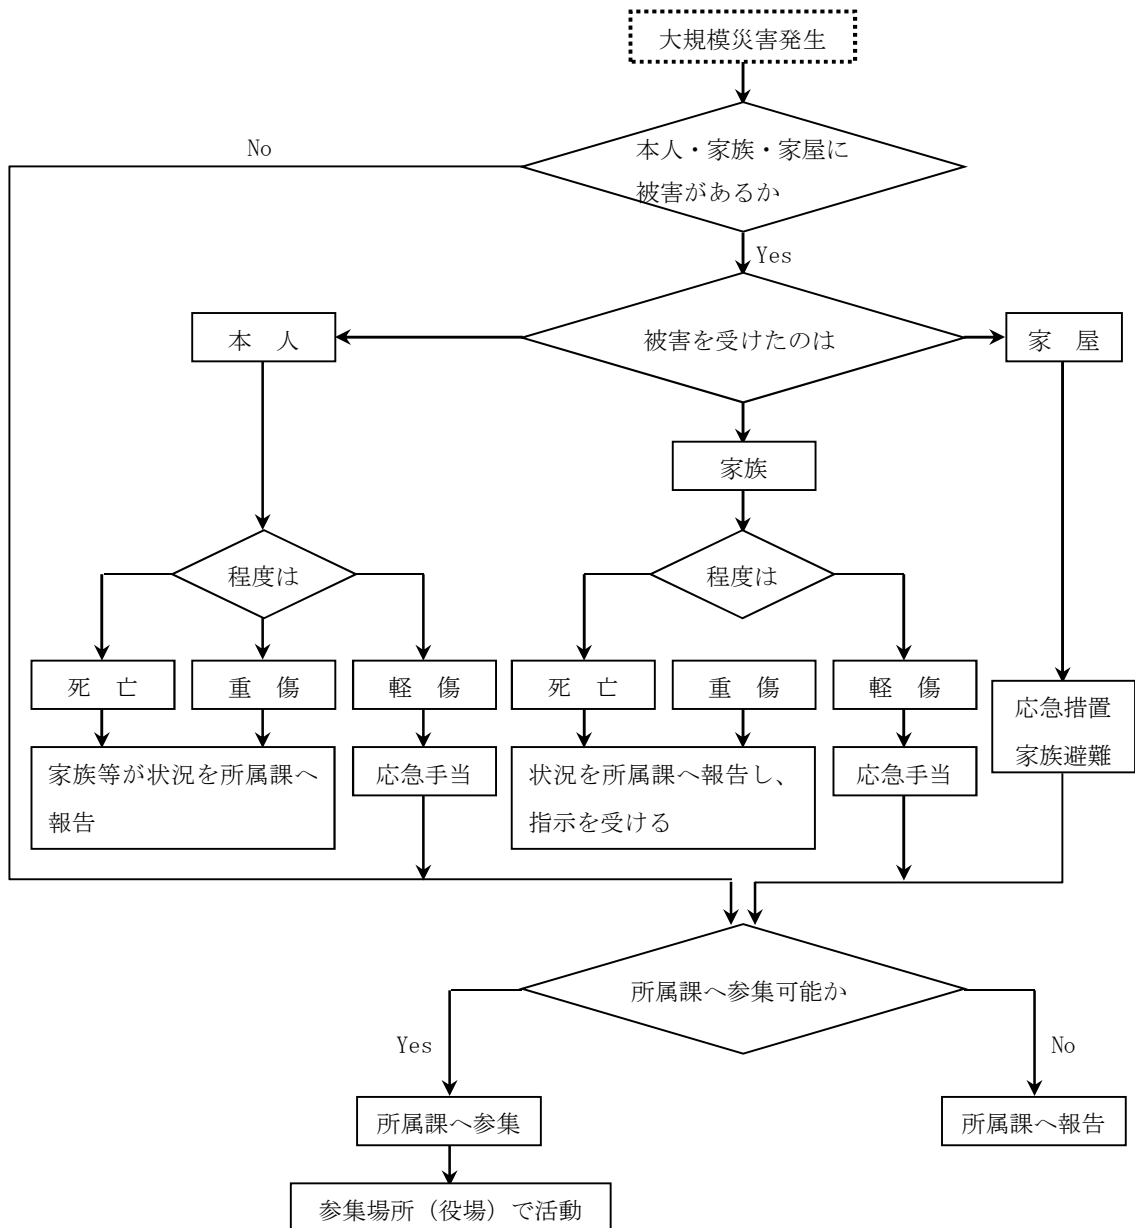 大規模災害発生
No
本人・家族・家屋に
被害があるか
Yes
本　人
被害を受けたのは
家　屋
家族
程度は
程度は
死　亡
重　傷
軽　傷
死　亡
重　傷
軽　傷
応急措置
家族避難
家族等が状況を所属課へ
報告
応急手当
状況を所属課へ報告し、
指示を受ける
応急手当
所属課へ参集可能か
Yes
No
所属課へ参集
所属課へ報告
参集場所（役場）で活動